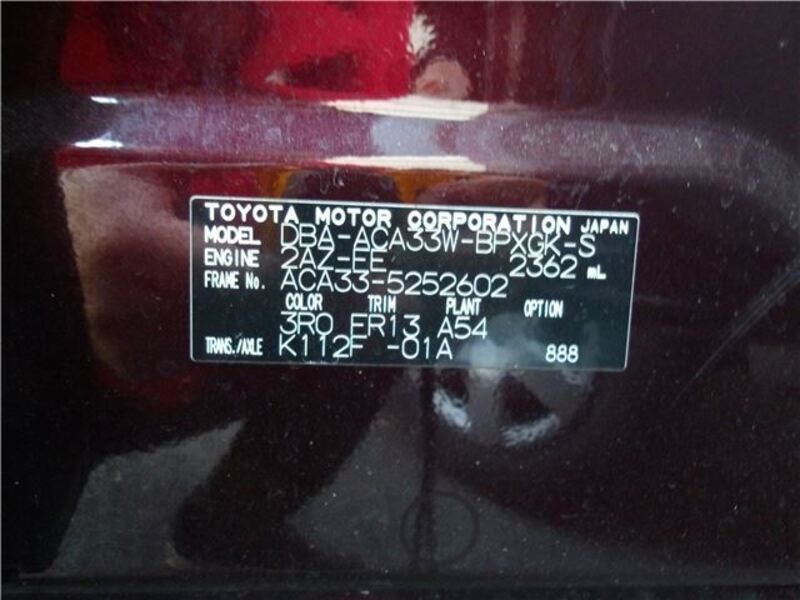 TOYOTA MOTOR CORPORATION JAPAN
MODEL DBA-ACA33W-BPXGK-S
ENGINE 2AZ-FE 2362 mL
FRAME No. ACA33-5252602
COLOR TRIM PLANT OPTION
3R0 FR13 A54
TRANS./AXLE K112F -01A 888